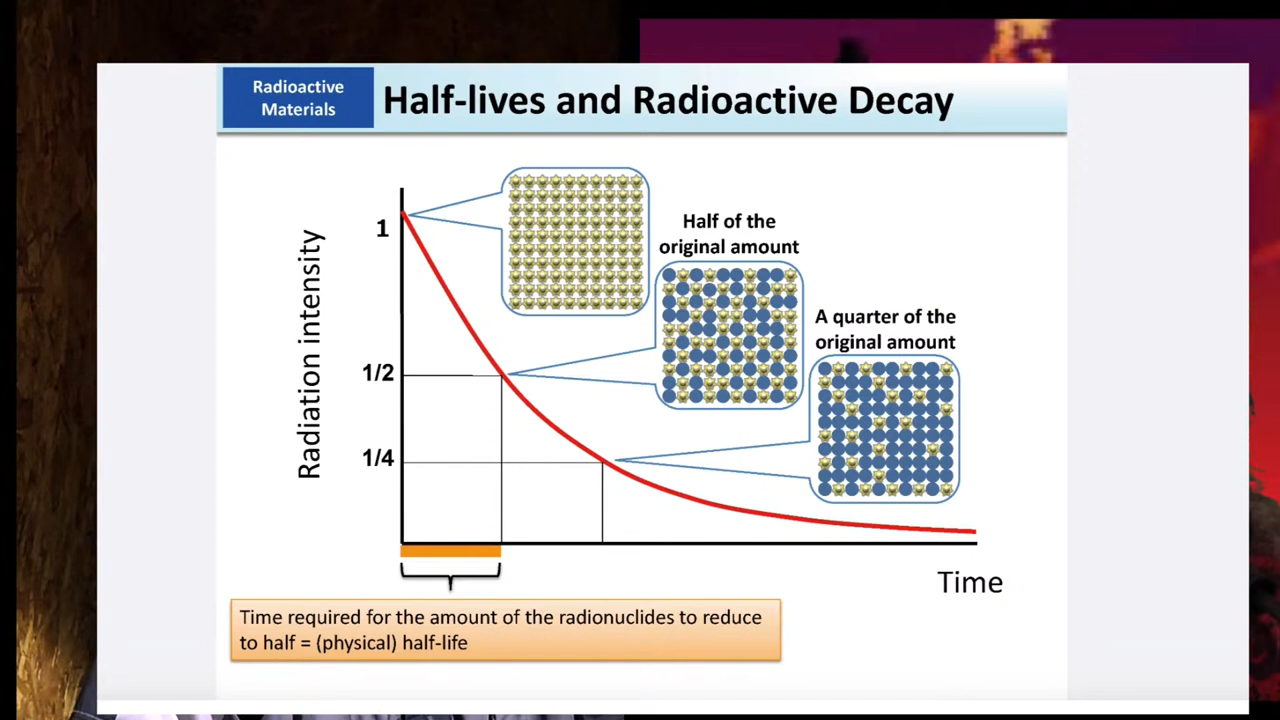 Radioactive
Materials
Half-lives and Radioactive Decay
Radiation intensity
1
1/2
1/4
Half of the
original amount
A quarter of the
original amount
Time
Time required for the amount of the radionuclides to reduce
to half = (physical) half-life